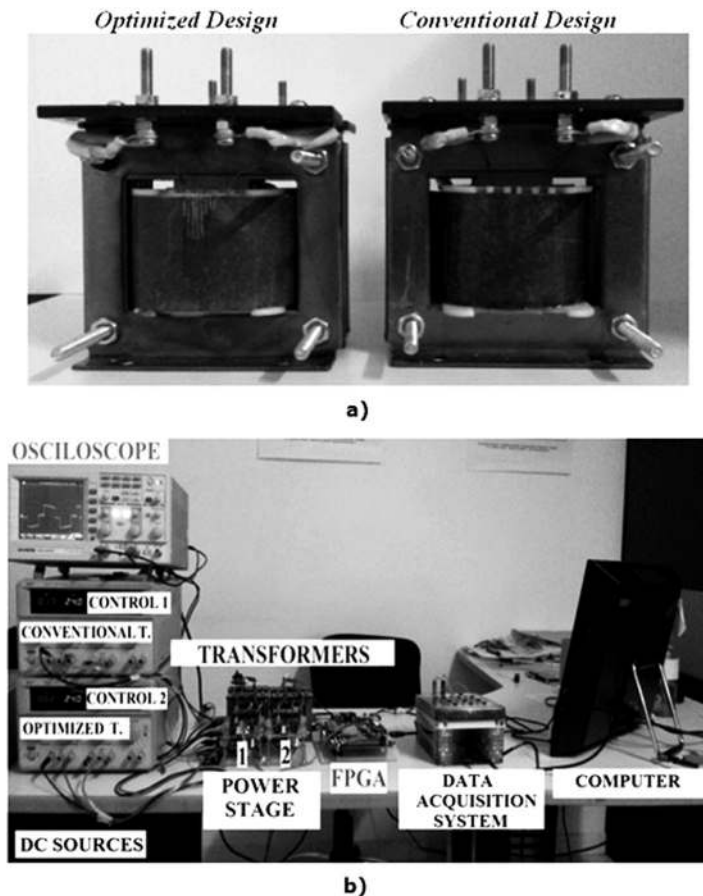 Optimized Design
Conventional Design
a)
OSCILOSCOPE
CONTROL 1
CONVENTIONAL T.
TRANSFORMERS
CONTROL 2
OPTIMIZED T.
1
2
POWER
STAGE
FPGA
DATA
ACQUISITION
SYSTEM
COMPUTER
DC SOURCES
b)